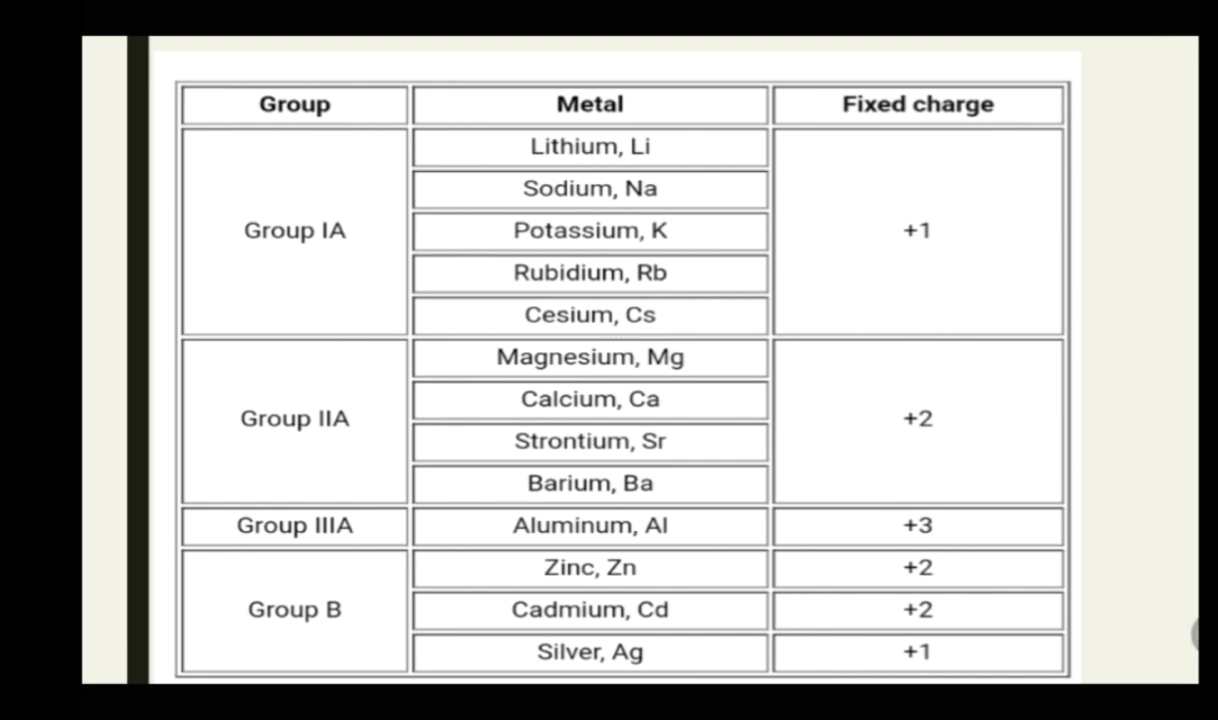 Group Metal Fixed charge
Lithium, Li
Sodium, Na
Group IA Potassium, K +1
Rubidium, Rb
Cesium, Cs
Magnesium, Mg
Calcium, Ca
Group IIA +2
Strontium, Sr
Barium, Ba
Group IIIA Aluminum, Al +3
Zinc, Zn +2
Group B Cadmium, Cd +2
Silver, Ag +1